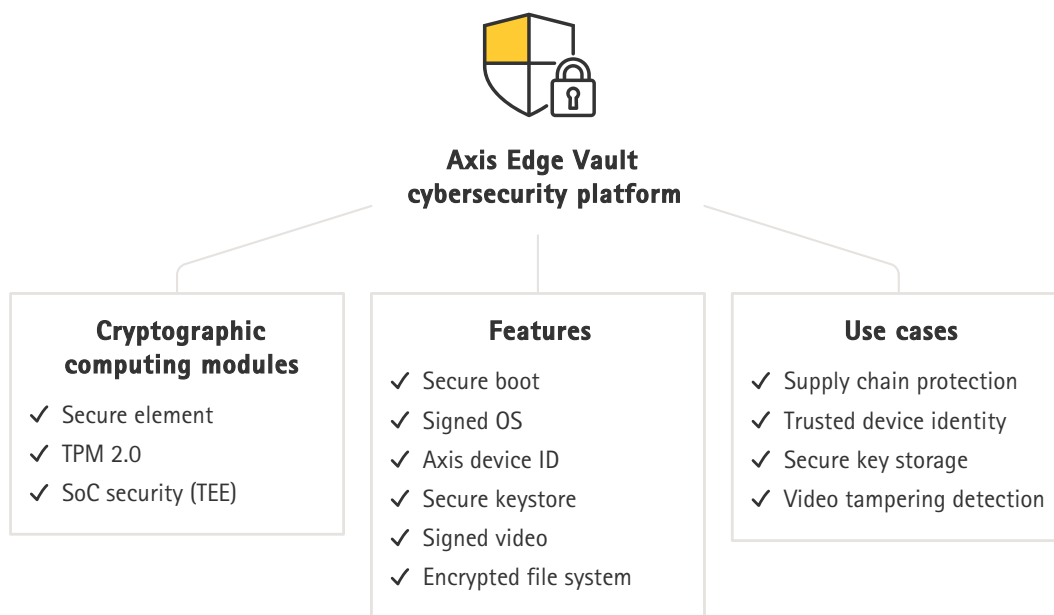 Axis Edge Vault
cybersecurity platform
Cryptographic
computing modules
Secure element
TPM 2.0
SoC security (TEE)
Features
Secure boot
Signed OS
Axis device ID
Secure keystore
Signed video
Encrypted file system
Use cases
Supply chain protection
Trusted device identity
Secure key storage
Video tampering detection